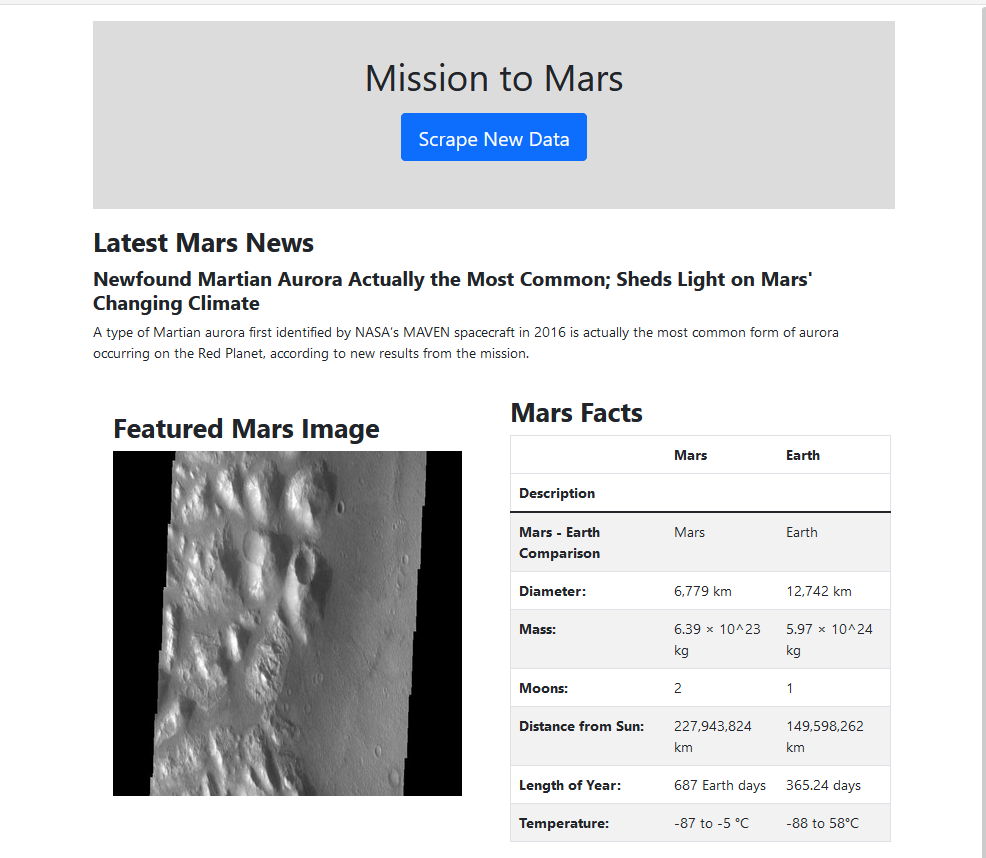 Mission to Mars
Scrape New Data
Latest Mars News
Newfound Martian Aurora Actually the Most Common; Sheds Light on Mars'
Changing Climate
A type of Martian aurora first identified by NASA's MAVEN spacecraft in 2016 is actually the most common form of aurora
occurring on the Red Planet, according to new results from the mission.
Featured Mars Image
Mars Facts
Mars Earth
Description
Mars - Earth Comparison Mars Earth
Diameter: 6,779 km 12,742 km
Mass: 6.39 × 10^23 kg 5.97 × 10^24 kg
Moons: 2 1
Distance from Sun: 227,943,824 km 149,598,262 km
Length of Year: 687 Earth days 365.24 days
Temperature: -87 to -5 °C -88 to 58°C